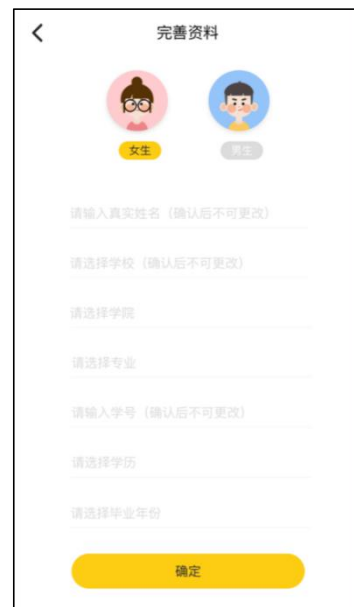 完善资料
女生 男生
请输入真实姓名（确认后不可更改）
请选择学校（确认后不可更改）
请选择学院
请选择专业
请输入学号（确认后不可更改）
请选择学历
请选择毕业年份
确定